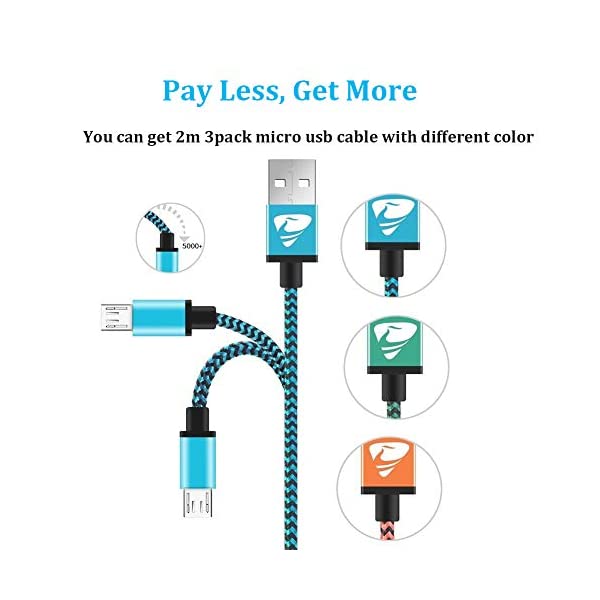 Pay Less, Get More
You can get 2m 3pack micro usb cable with different color
5000+